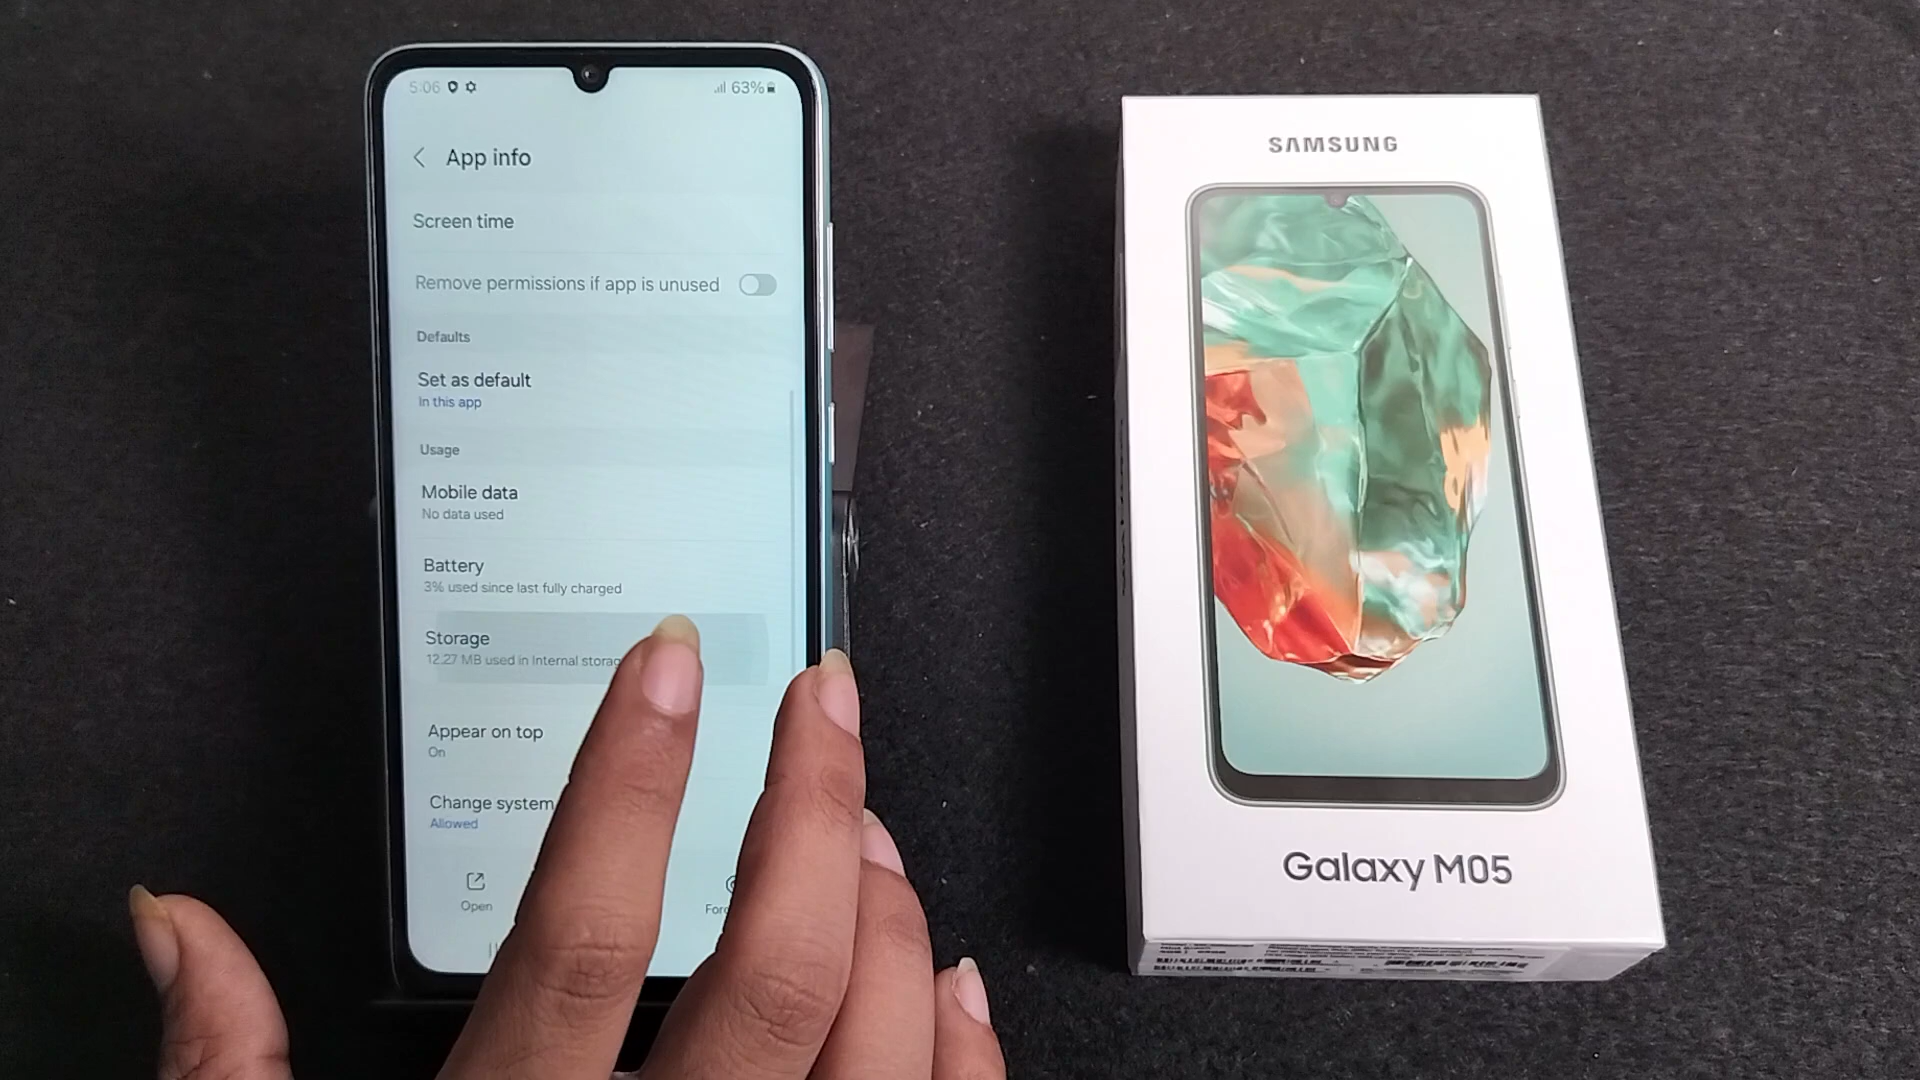 5:06
63%
App info
Screen time
Remove permissions if app is unused
Defaults
Set as default
In this app
Usage
Mobile data
No data used
Battery
3% used since last fully charged
Storage
12.27 MB used in Internal
Appear on top
On
Change system
Allowed
Open
SAMSUNG
Galaxy M05